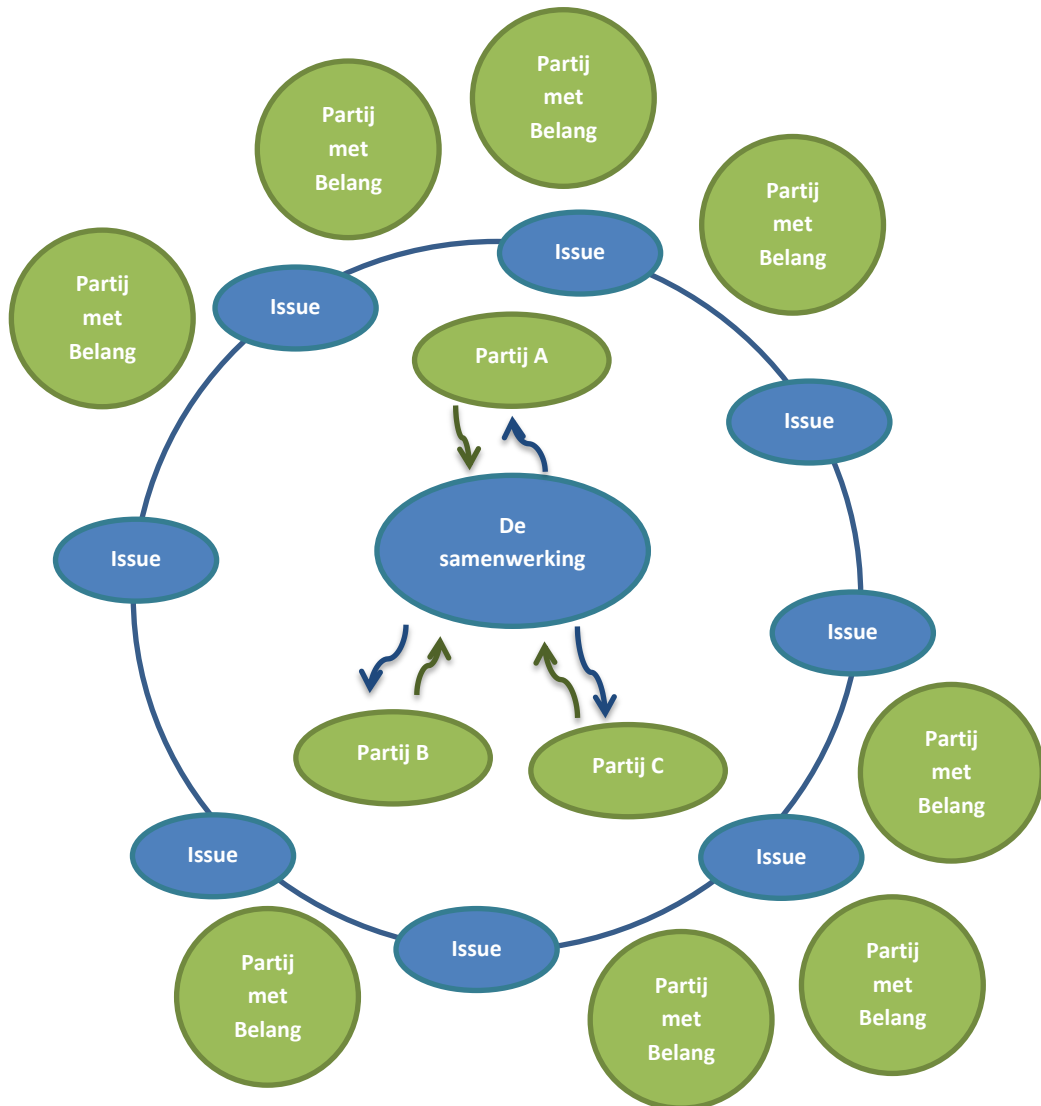 Partij
met
Belang
Partij
met
Belang
Partij
met
Belang
Issue
Partij
met
Belang
Issue
Partij A
Issue
De
samenwerking
Issue
Issue
Partij B
Partij C
Partij
met
Belang
Issue
Issue
Issue
Partij
met
Belang
Partij
met
Belang
Partij
met
Belang